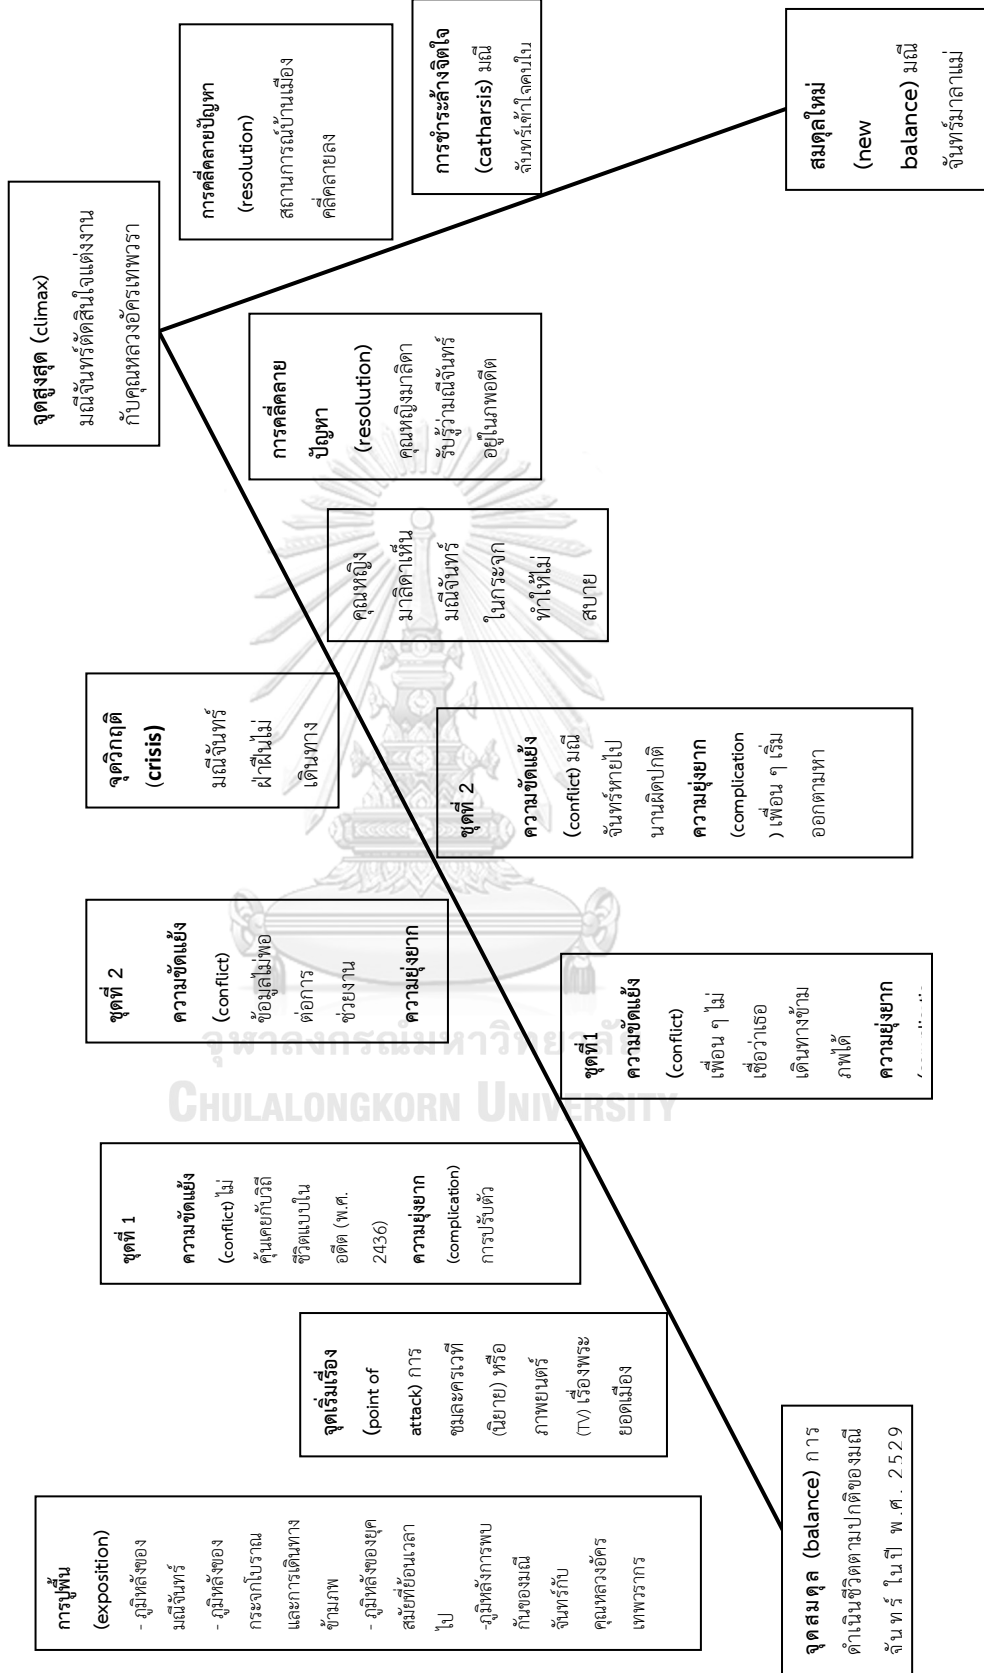 การปูพื้น
(exposition)
- ภูมิหลังของ
มณีจันทร์
- ภูมิหลังของ
กระจกโบราณ
และการเดินทาง
ข้ามภพ
- ภูมิหลังของยุค
สมัยที่ย้อนเวลา
ไป
-ภูมิหลังการพบ
กันของมณี
จันทร์กับ
คุณหลวงอัคร
เทพวรากร
จุดสมดุล (balance) การ
ดำเนินชีวิตตามปกติของมณี
จันทร์ ในปี พ.ศ. 2529
จุดเริ่มเรื่อง
(point of
attack) การ
ชมละครเวที
(นิยาย) หรือ
ภาพยนตร์
(TV) เรื่องพระ
ยอดเมือง
ชุดที่ 1
ความขัดแย้ง
(conflict) ไม่
คุ้นเคยกับวิถี
ชีวิตแบบใน
อดีต (พ.ศ.
2436)
ความยุ่งยาก
(complication)
การปรับตัว
ชุดที่1
ความขัดแย้ง
(conflict)
เพื่อน ๆ ไม่
เชื่อว่าเธอ
เดินทางข้าม
ภพได้
ความยุ่งยาก
ชุดที่ 2
ความขัดแย้ง
(conflict)
ข้อมูลไม่พอ
ต่อการ
ช่วยงาน
ความยุ่งยาก
ชุดที่ 2
ความขัดแย้ง
(conflict) มณี
จันทร์หายไป
นานผิดปกติ
ความยุ่งยาก
(complication
) เพื่อน ๆ เริ่ม
ออกตามหา
จุดวิกฤติ
(crisis)
มณีจันทร์
ฝ่าฝืนไม่
เดินทาง
คุณหญิง
มาลิดาเห็น
มณีจันทร์
ในกระจก
ทำให้ไม่
สบาย
การคลี่คลาย
ปัญหา
(resolution)
คุณหญิงมาลิดา
รับรู้ว่ามณีจันทร์
อยู่ในภพอดีต
จุดสูงสุด (climax)
มณีจันทร์ตัดสินใจแต่งงาน
กับคุณหลวงอัครเทพวรา
การคลี่คลายปัญหา
(resolution)
สถานการณ์บ้านเมือง
คลี่คลายลง
การชำระล้างจิตใจ
(catharsis) มณี
จันทร์เข้าใจคนใน
สมดุลใหม่
(new
balance) มณี
จันทร์มาลาแม่
จุฬาลงกรณ์มหาวิทยาลัย
CHULALONGKORN UNIVERSITY